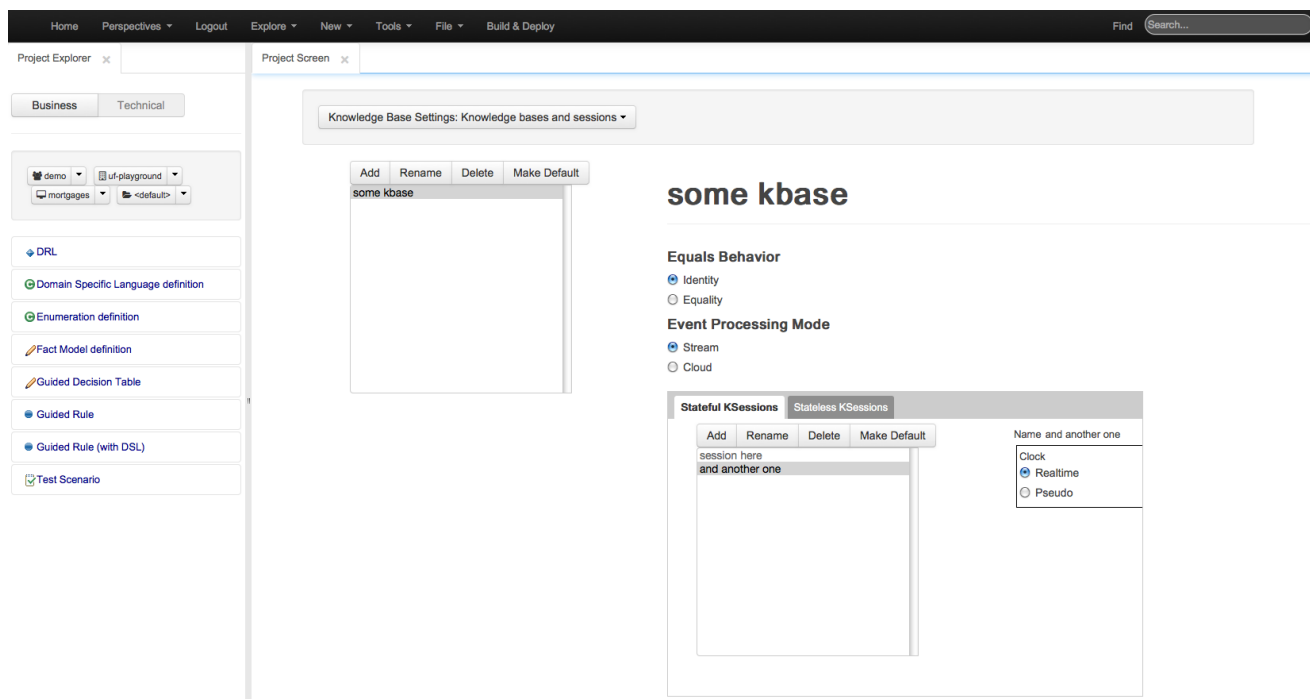 Home Perspectives Logout Explore New Tools File Build & Deploy Find Search...
Project Explorer
Project Screen
Business Technical
Knowledge Base Settings: Knowledge bases and sessions
demo uf-playground
mortgages <default>
DRL
Domain Specific Language definition
Enumeration definition
Fact Model definition
Guided Decision Table
Guided Rule
Guided Rule (with DSL)
Test Scenario
Add Rename Delete Make Default
some kbase
some kbase
Equals Behavior
Identity
Equality
Event Processing Mode
Stream
Cloud
Stateful KSessions Stateless KSessions
Add Rename Delete Make Default
session here
and another one
Name and another one
Clock
Realtime
Pseudo